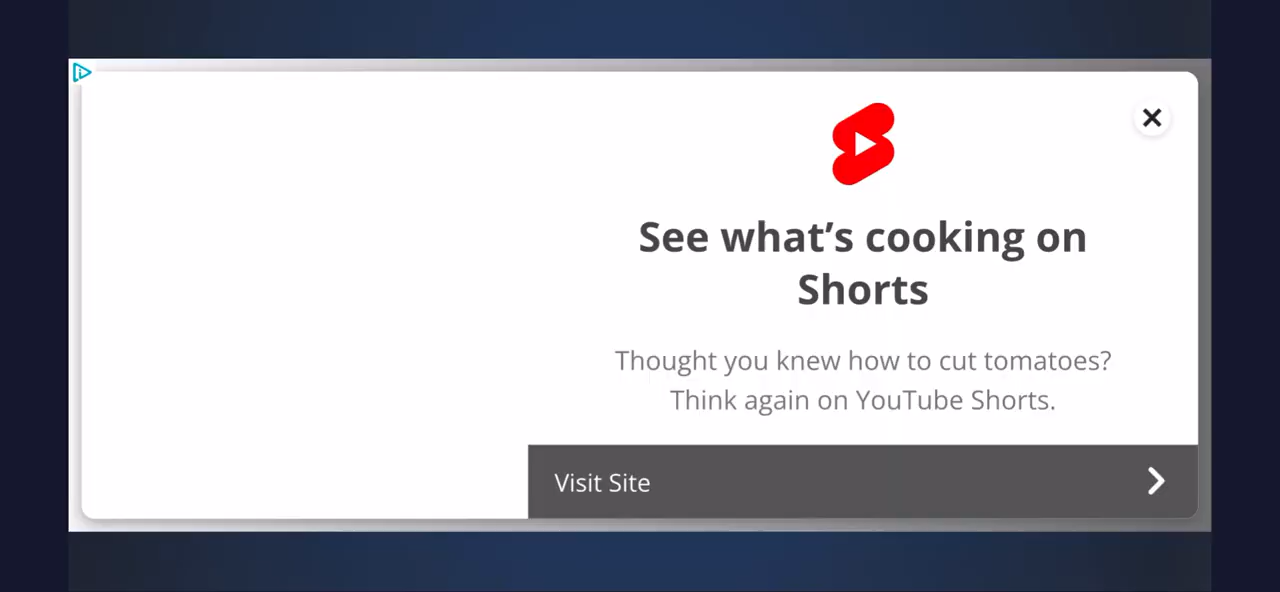 See what’s cooking on
Shorts
Thought you knew how to cut tomatoes?
Think again on YouTube Shorts.
Visit Site